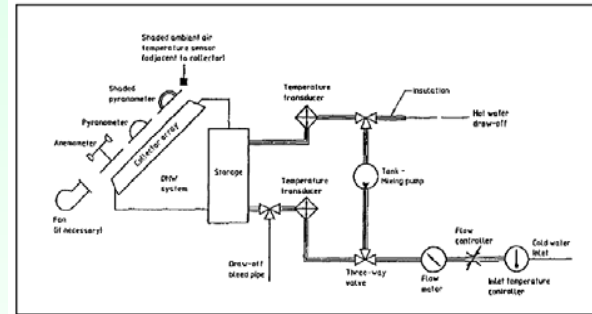 Shaded ambient air
temperature sensor
(adjacent to collector)
Shaded
pyranometer
Pyranometer
Anemometer
Collector array
Fan
(if necessary)
DHW
system
Storage
Temperature
transducer
Insulation
Hot water
draw-off
Tank -
Mixing pump
Temperature
transducer
Draw-off
bleed pipe
Three-way
valve
Flow
controller
Flow
meter
Cold water
inlet
Inlet temperature
controller